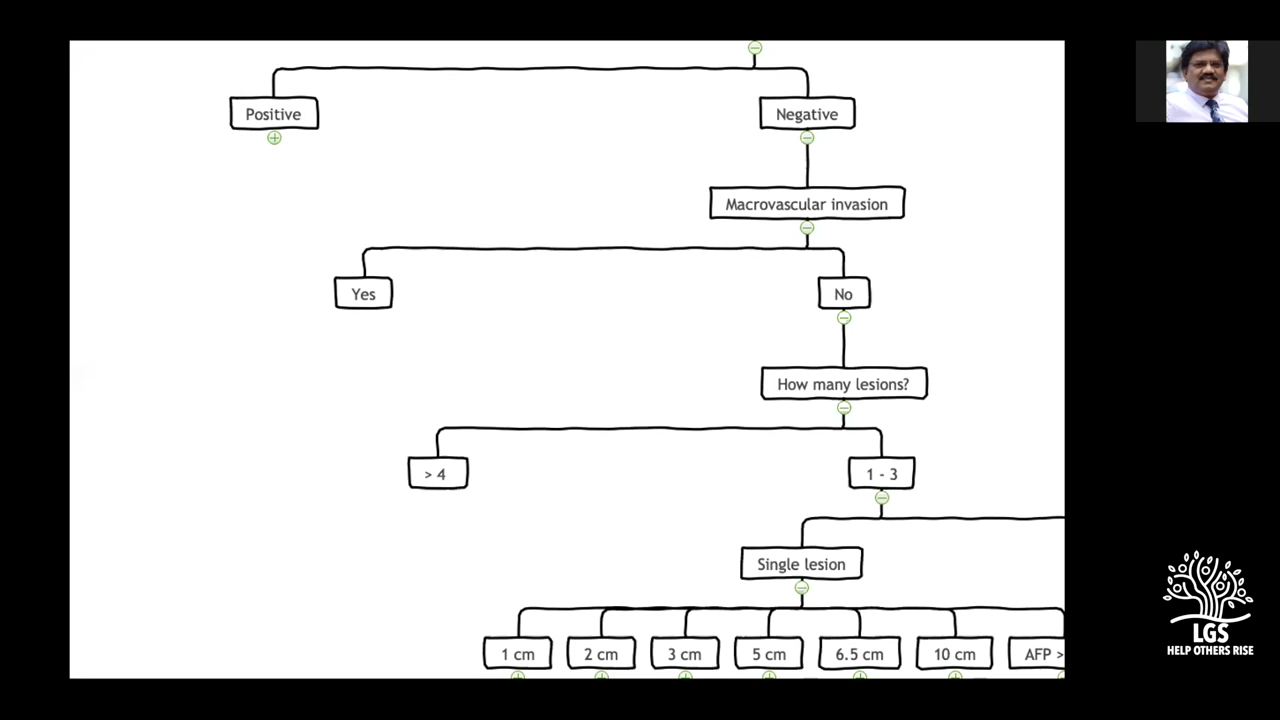 Positive
Negative
Macrovascular invasion
Yes
No
How many lesions?
> 4
1 - 3
Single lesion
1 cm
2 cm
3 cm
5 cm
6.5 cm
10 cm
AFP >
LGS
HELP OTHERS RISE